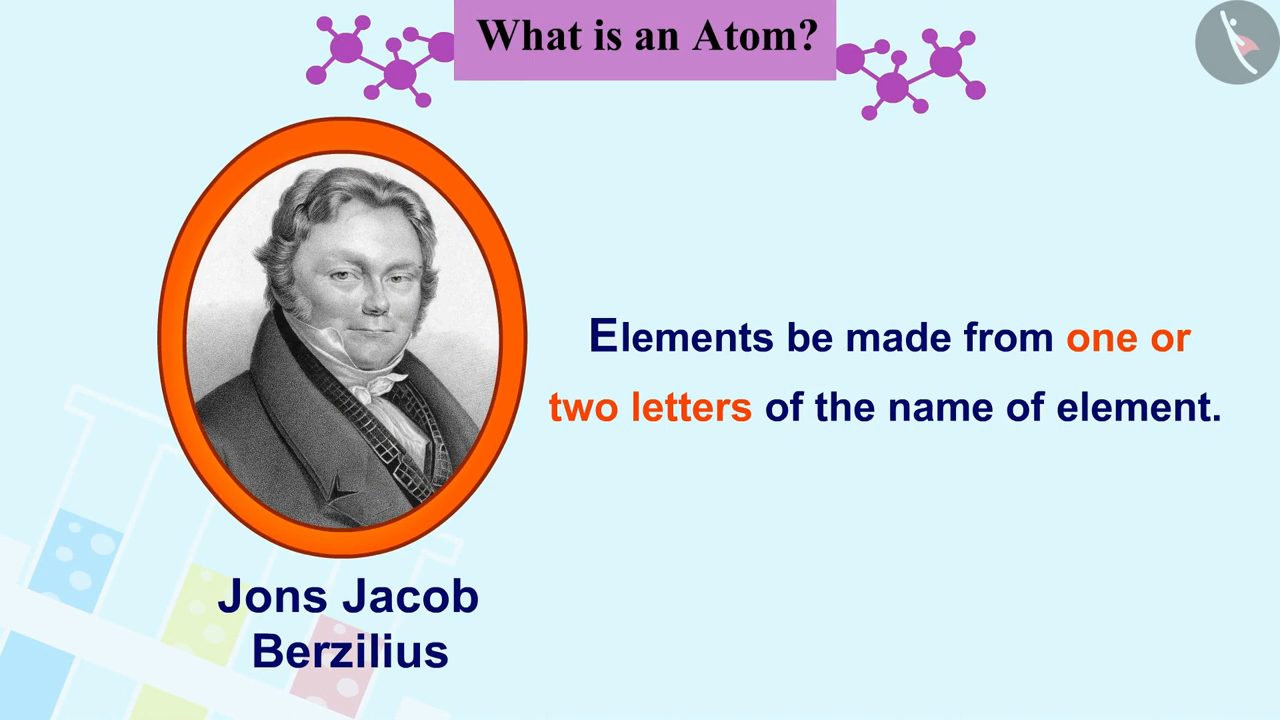 What is an Atom?
Elements be made from one or
two letters of the name of element.
Jons Jacob
Berzilius